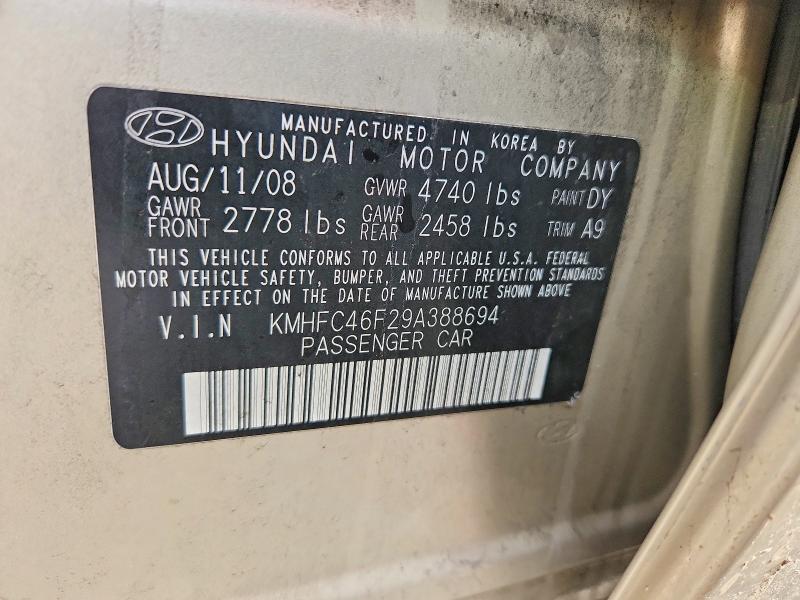 MANUFACTURED IN KOREA BY
HYUNDAI MOTOR COMPANY
AUG/11/08 GVWR 4740 lbs PAINT DY
GAWR FRONT 2778 lbs GAWR REAR 2458 lbs TRIM A9
THIS VEHICLE CONFORMS TO ALL APPLICABLE U.S.A. FEDERAL
MOTOR VEHICLE SAFETY, BUMPER, AND THEFT PREVENTION STANDARDS
IN EFFECT ON THE DATE OF MANUFACTURE SHOWN ABOVE
V.I.N KMHFC46F29A388694
PASSENGER CAR